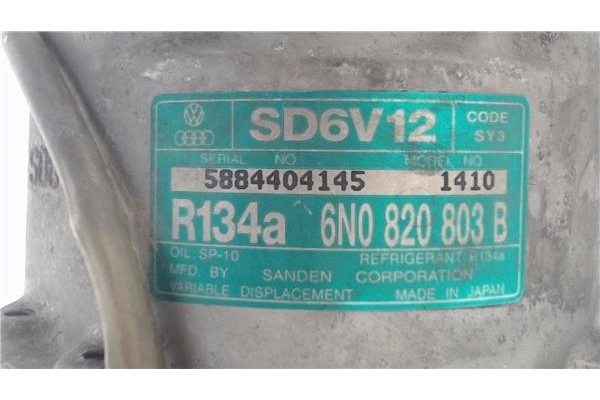 SD6V12 CODE SY3
SERIAL NO MODEL NO
5884404145 1410
R134a 6N0 820 803 B
OIL SP-10 REFRIGERANT R134a
MFD. BY SANDEN CORPORATION
VARIABLE DISPLACEMENT MADE IN JAPAN